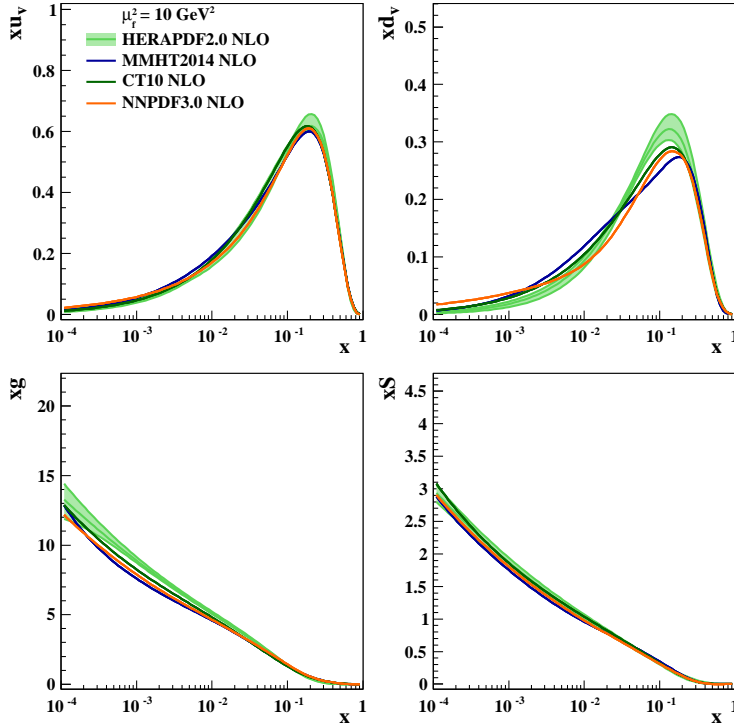 xu_v
1
0.8
0.6
0.4
0.2
0
μ_f^2 = 10 GeV^2
HERAPDF2.0 NLO
MMHT2014 NLO
CT10 NLO
NNPDF3.0 NLO
10^-4 10^-3 10^-2 10^-1 1
x
xd_v
0.5
0.4
0.3
0.2
0.1
0
10^-4 10^-3 10^-2 10^-1 1
x
xg
20
15
10
5
0
10^-4 10^-3 10^-2 10^-1 1
x
xS
4.5
4
3.5
3
2.5
2
1.5
1
0.5
0
10^-4 10^-3 10^-2 10^-1 1
x